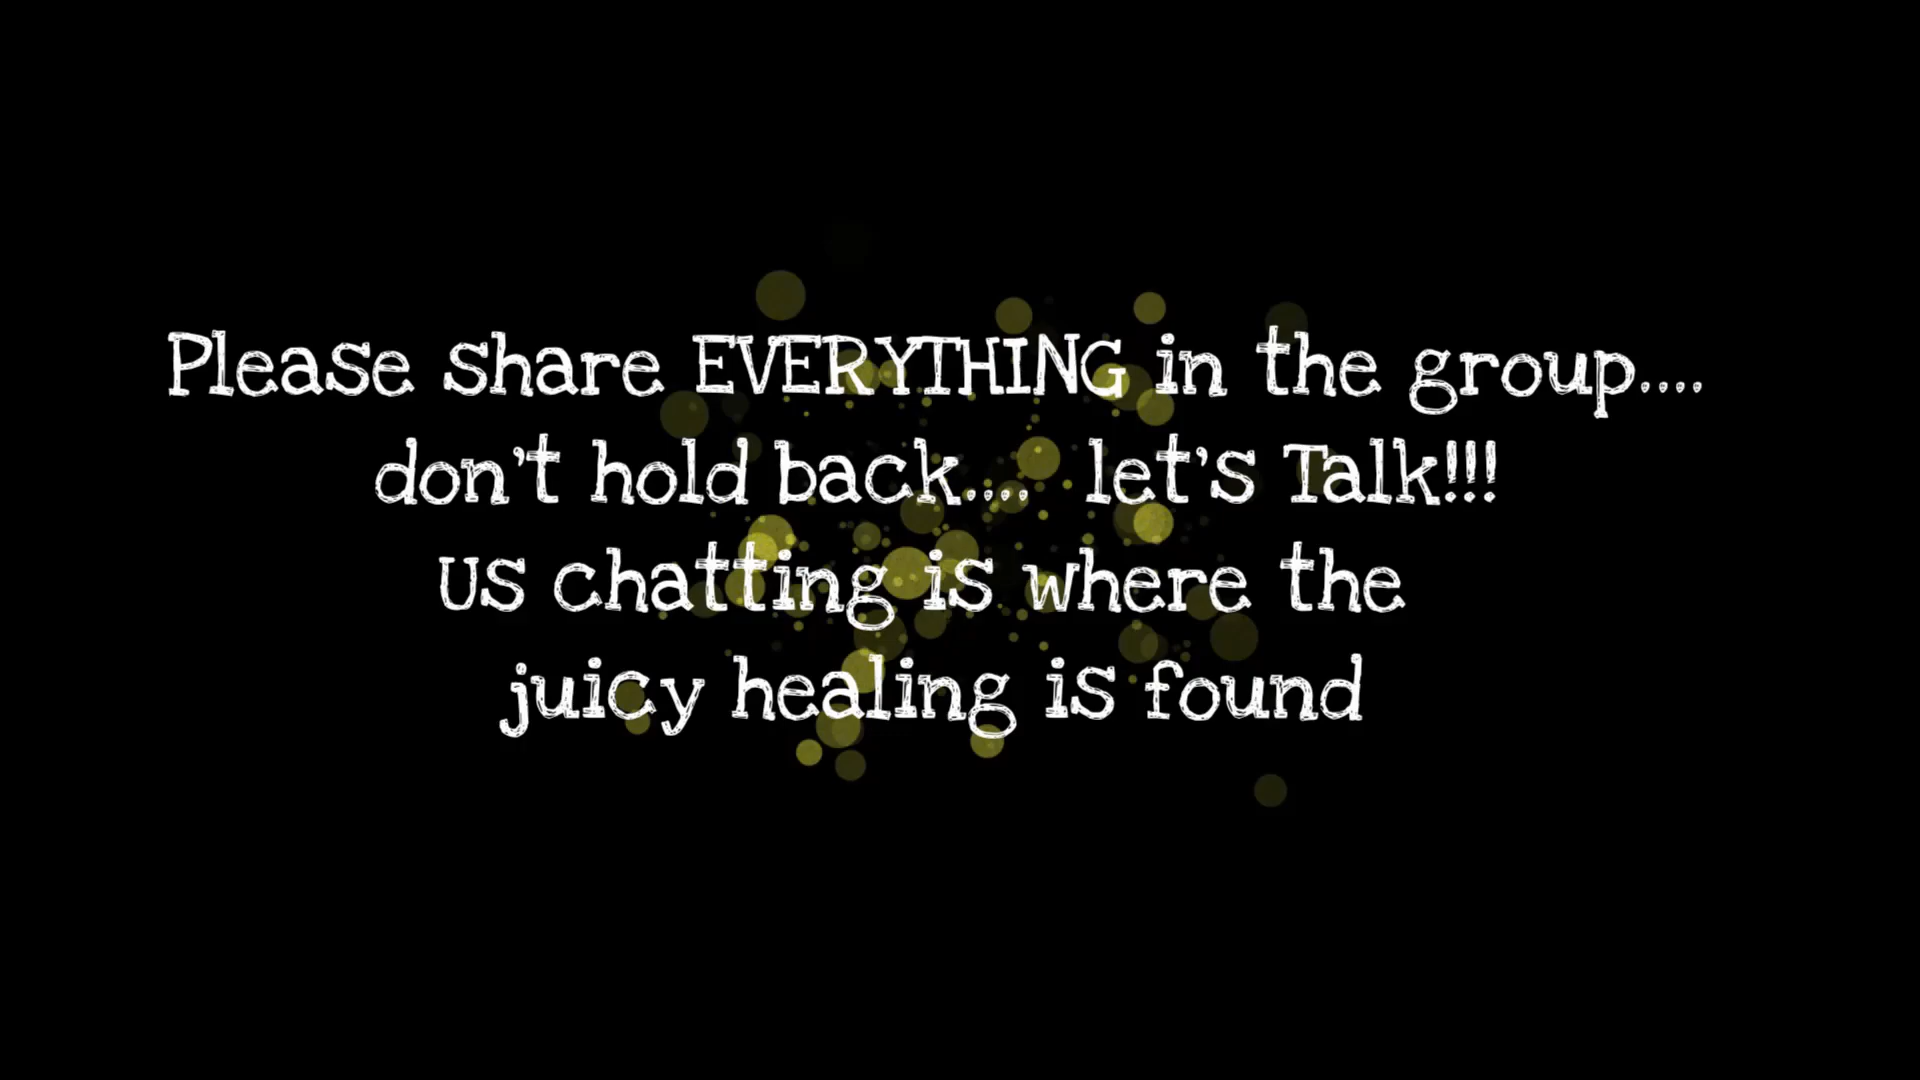 Please share EVERYTHING in the group....
don't hold back.... let's Talk!!!
US chatting is where the
juicy healing is found